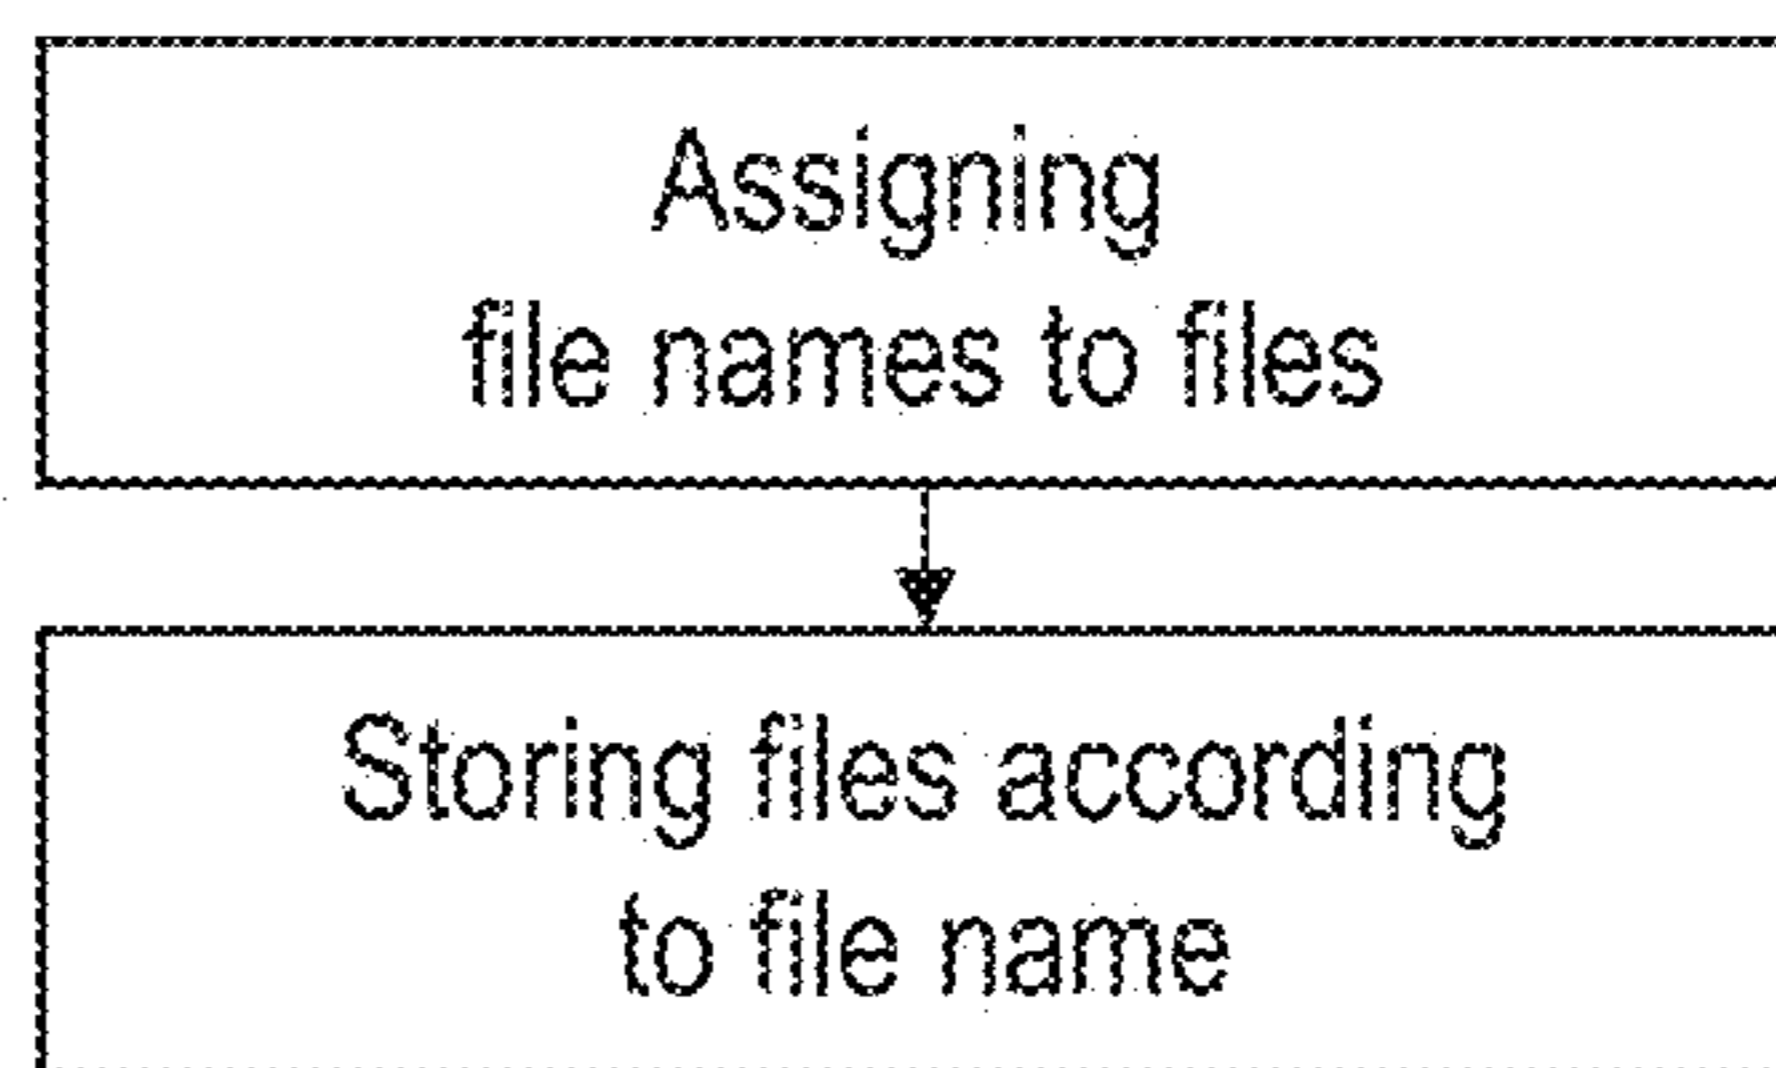 Assigning
file names to files
Storing files according
to file name